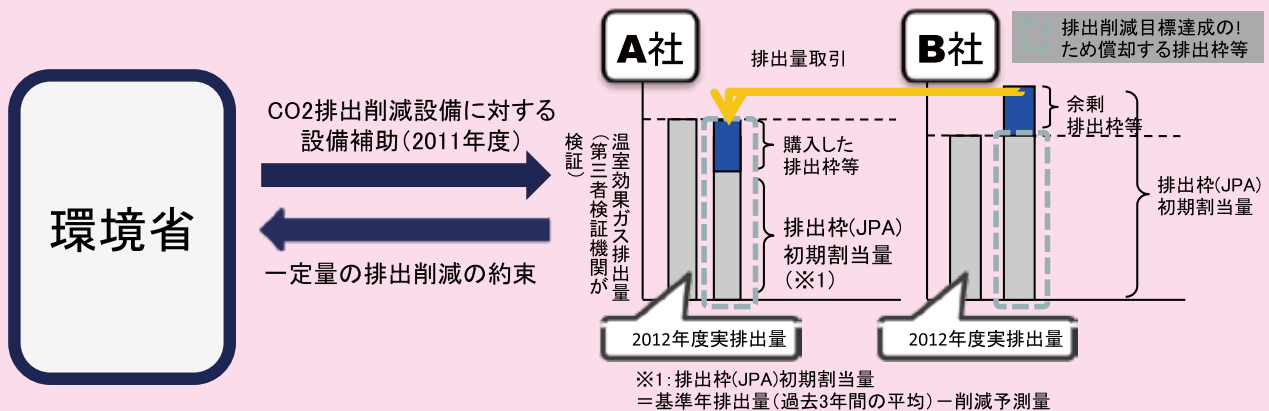 環境省
CO2排出削減設備に対する
設備補助(2011年度)
一定量の排出削減の約束
温室効果ガス排出量
(第三者検証機関が
検証)
A社
排出量取引
B社
排出削減目標達成の!
ため償却する排出枠等
購入した
排出枠等
排出枠(JPA)
初期割当量
(※1)
余剰
排出枠等
排出枠(JPA)
初期割当量
2012年度実排出量
2012年度実排出量
※1:排出枠(JPA)初期割当量
=基準年排出量(過去3年間の平均)-削減予測量